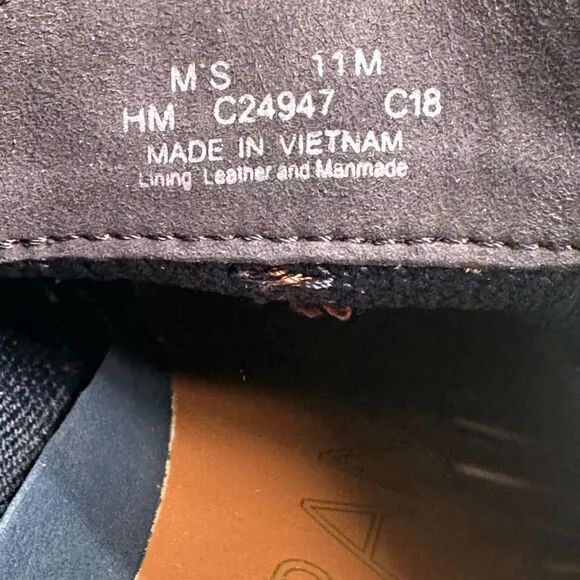 M'S 11M
HM C24947 C18
MADE IN VIETNAM
Lining Leather and Manmade